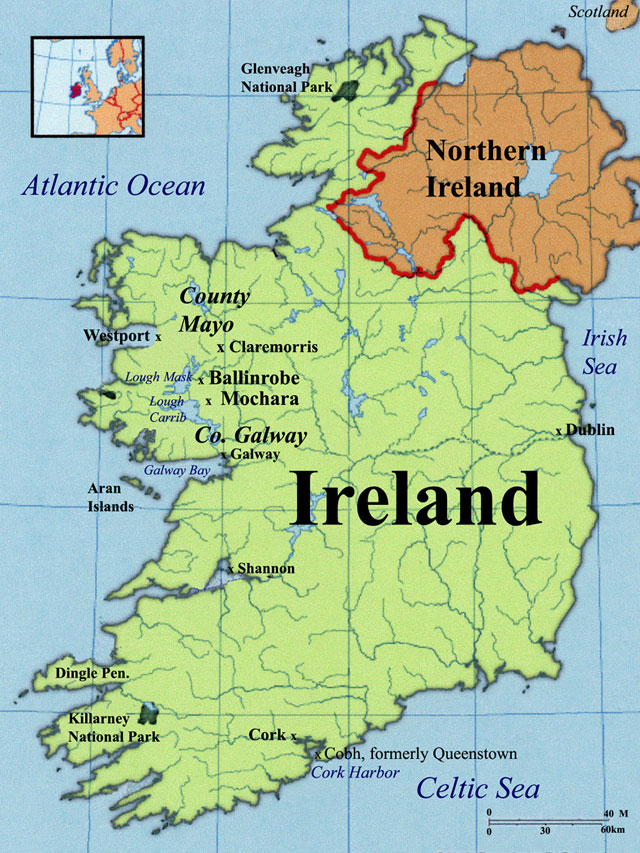 Scotland
Glenveagh
National Park
Northern
Ireland
Atlantic Ocean
County
Mayo
Westport x
x Claremorris
Irish
Sea
Lough Mask
x Ballinrobe
Lough
Carrib
x Mochara
Co. Galway
x Galway
x Dublin
Galway Bay
Aran
Islands
Ireland
x Shannon
Dingle Pen.
Killarney
National Park
Cork x
x Cobh, formerly Queenstown
Cork Harbor
Celtic Sea
0 40 M
0 30 60km